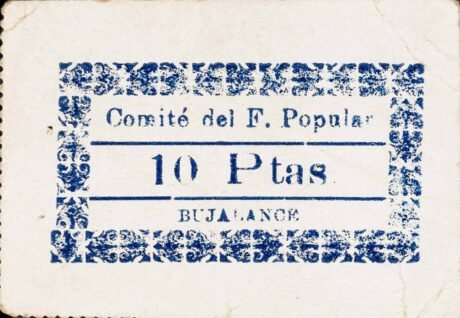 Comité del F. Popular
10 Ptas.
BUJALANCE